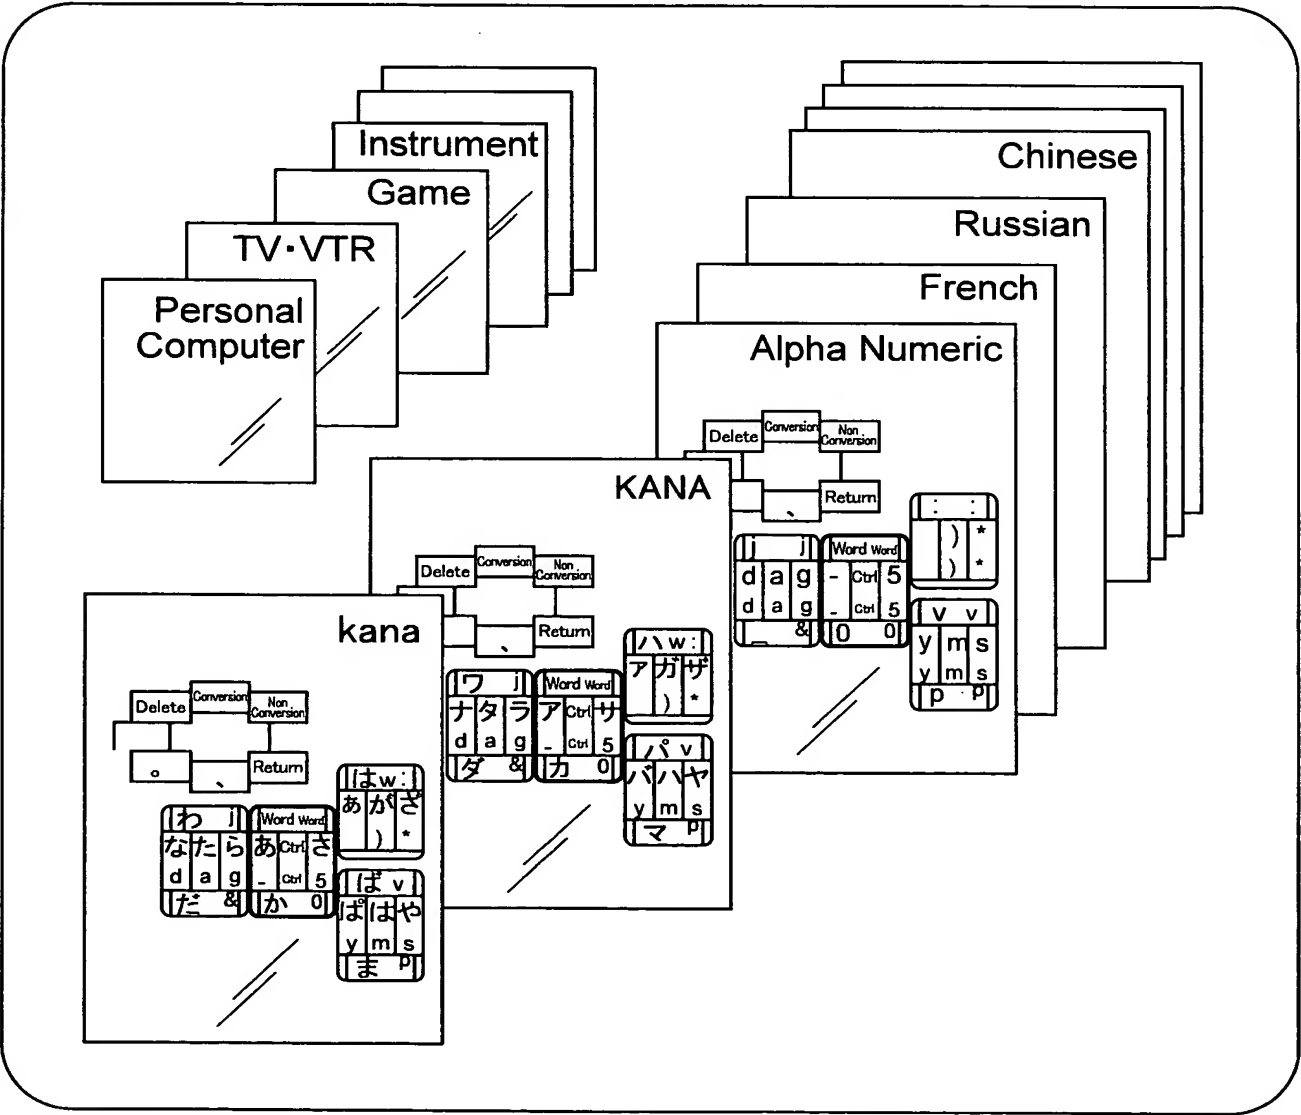 Instrument
Game
TV・VTR
Personal
Computer
Chinese
Russian
French
Alpha Numeric
Delete
Conversion
Non
Conversion
、
Return
: :
) *
) *
j j
d a g
d a g
_ &
Word Word
- Ctrl 5
- Ctrl 5
0 0
v v
y m s
y m s
p p
KANA
Delete
Conversion
Non
Conversion
、
Return
ハ w :
ァ ガ ザ
) *
ワ j
ナ タ ラ
d a g
ダ &
Word Word
ア Ctrl サ
- Ctrl 5
カ 0
パ v
バ ハ ヤ
y m s
マ p
kana
Delete
Conversion
Non
Conversion
。
、
Return
は w :
ぁ が ざ
) *
わ j
な た ら
d a g
だ &
Word Word
あ Ctrl さ
- Ctrl 5
か 0
ば v
ぱ は や
y m s
ま p